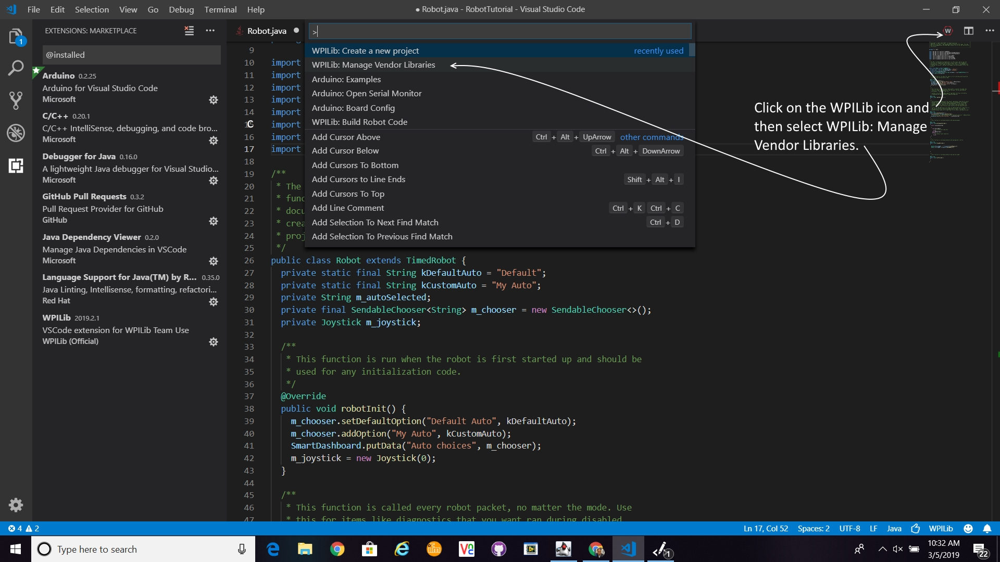 File Edit Selection View Go Debug Terminal Help
● Robot.java - RobotTutorial - Visual Studio Code
EXTENSIONS: MARKETPLACE
@installed
Arduino 0.2.25
Arduino for Visual Studio Code
Microsoft
C/C++ 0.20.1
C/C++ IntelliSense, debugging, and code bro...
Microsoft
Debugger for Java 0.16.0
A lightweight Java debugger for Visual Studio...
Microsoft
GitHub Pull Requests 0.3.2
Pull Request Provider for GitHub
GitHub
Java Dependency Viewer 0.2.0
Manage Java Dependencies in VSCode
Microsoft
Language Support for Java(TM) by R... 0.35.0
Java Linting, Intellisense, formatting, refactori...
Red Hat
WPILib 2019.2.1
VSCode extension for WPILib Team Use
WPILib (Official)
Robot.java
>
WPILib: Create a new project recently used
WPILib: Manage Vendor Libraries
Arduino: Examples
Arduino: Open Serial Monitor
Arduino: Board Config
WPILib: Build Robot Code
Add Cursor Above Ctrl + Alt + UpArrow other commands
Add Cursor Below Ctrl + Alt + DownArrow
Add Cursors To Bottom
Add Cursors to Line Ends Shift + Alt + I
Add Cursors To Top
Add Line Comment Ctrl + K Ctrl + C
Add Selection To Next Find Match Ctrl + D
Add Selection To Previous Find Match
Click on the WPILib icon and
then select WPILib: Manage
Vendor Libraries.
9
10 import
11 import
12 import
13 import
14 import
15 import
16 import
17 import
18
19 /**
20 * The
21 * func
22 * docu
23 * crea
24 * proj
25 */
26 public class Robot extends TimedRobot {
27 private static final String kDefaultAuto = "Default";
28 private static final String kCustomAuto = "My Auto";
29 private String m_autoSelected;
30 private final SendableChooser<String> m_chooser = new SendableChooser<>();
31 private Joystick m_joystick;
32
33 /**
34 * This function is run when the robot is first started up and should be
35 * used for any initialization code.
36 */
37 @Override
38 public void robotInit() {
39 m_chooser.setDefaultOption("Default Auto", kDefaultAuto);
40 m_chooser.addOption("My Auto", kCustomAuto);
41 SmartDashboard.putData("Auto choices", m_chooser);
42 m_joystick = new Joystick(0);
43 }
44
45 /**
46 * This function is called every robot packet, no matter the mode. Use
47 * this for items like diagnostics that you want ran during disabled,
4 2
Ln 17, Col 52 Spaces: 2 UTF-8 LF Java WPILib
Type here to search
10:32 AM
3/5/2019
22